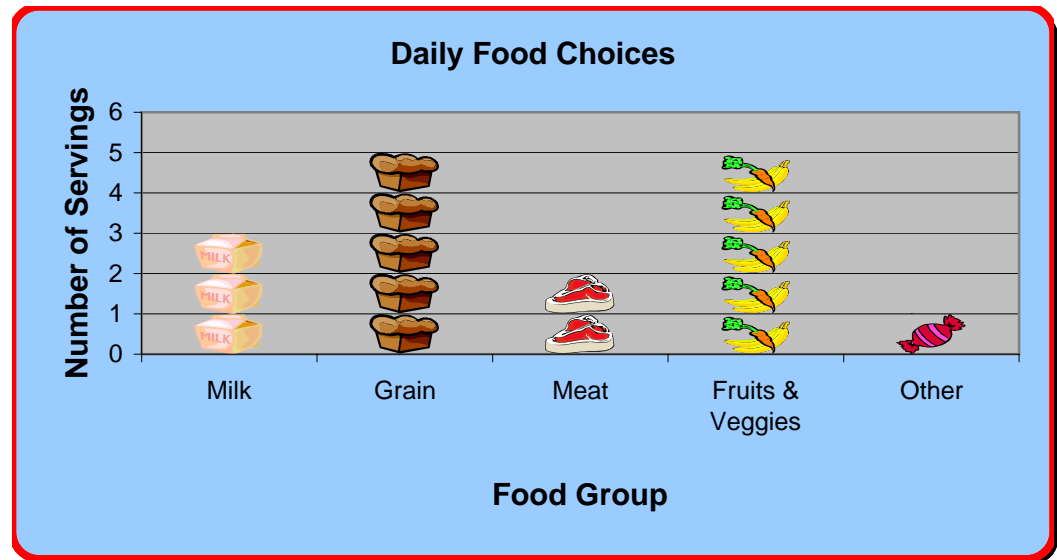 Daily Food Choices
Number of Servings
6
5
4
3
2
1
0
MILK
MILK
MILK
Milk
Grain
Meat
Fruits &
Veggies
Other
Food Group